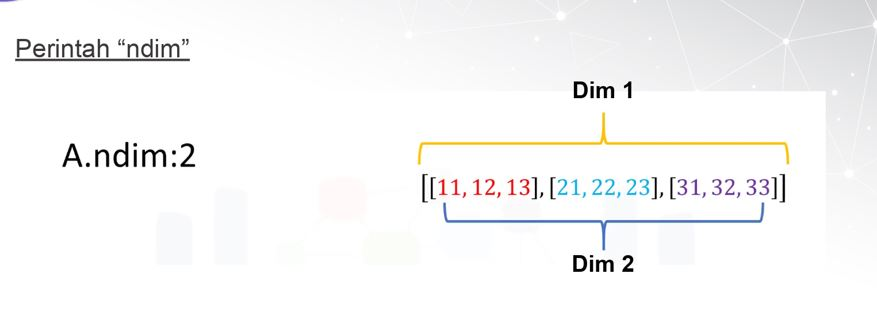 Perintah “ndim”
Dim 1
A.ndim:2
[[11, 12, 13], [21, 22, 23], [31, 32, 33]]
Dim 2